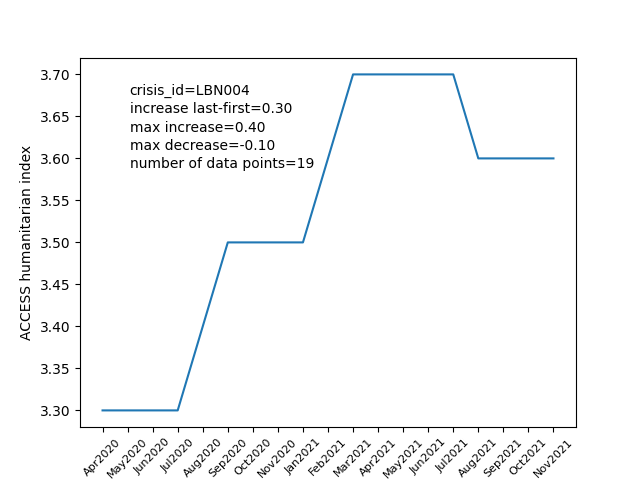 3.70
3.65
3.60
3.55
3.50
3.45
3.40
3.35
3.30
ACCESS humanitarian index
crisis_id=LBN004
increase last-first=0.30
max increase=0.40
max decrease=-0.10
number of data points=19
Apr2020
May2020
Jun2020
Jul2020
Aug2020
Sep2020
Oct2020
Nov2020
Jan2021
Feb2021
Mar2021
Apr2021
May2021
Jun2021
Jul2021
Aug2021
Sep2021
Oct2021
Nov2021